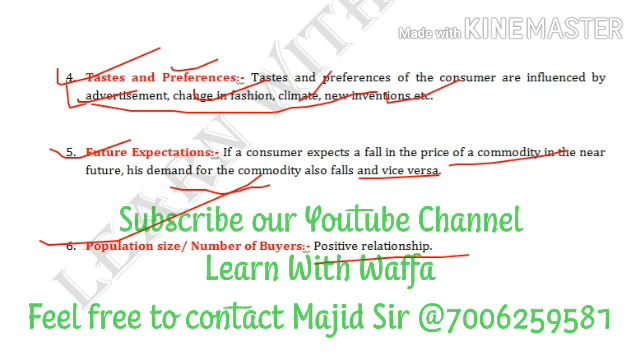 Made with KINEMASTER
4. Tastes and Preferences:- Tastes and preferences of the consumer are influenced by
advertisement, change in fashion, climate, new inventions etc.
5. Future Expectations:- If a consumer expects a fall in the price of a commodity in the near
future, his demand for the commodity also falls and vice versa.
Subscribe our Youtube Channel
6. Population size/ Number of Buyers:- Positive relationship.
Learn With Waffa
Feel free to contact Majid Sir @7006259581
LEARN WITH